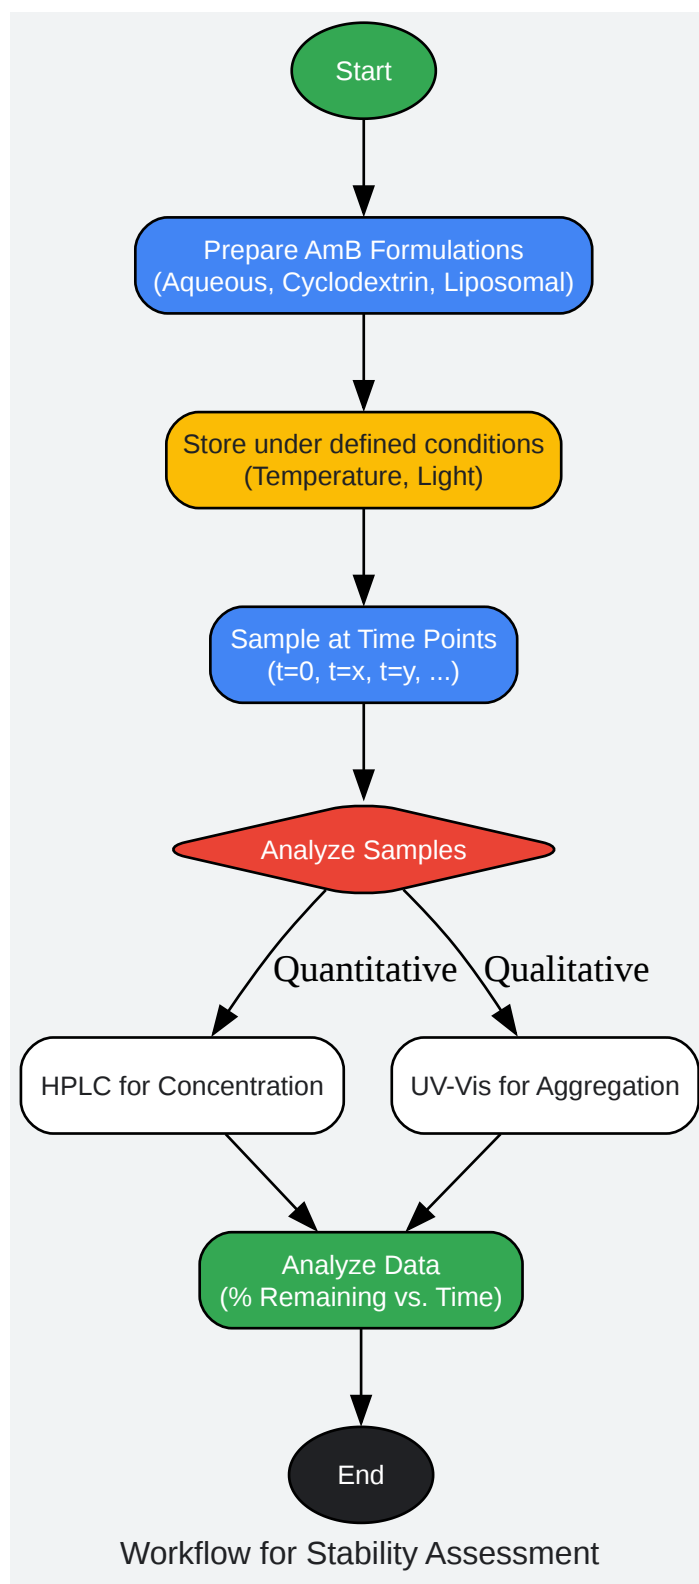 Start
Prepare AmB Formulations
(Aqueous, Cyclodextrin, Liposomal)
Store under defined conditions
(Temperature, Light)
Sample at Time Points
(t=0, t=x, t=y, ...)
Analyze Samples
Quantitative
Qualitative
HPLC for Concentration
UV-Vis for Aggregation
Analyze Data
(% Remaining vs. Time)
End
Workflow for Stability Assessment